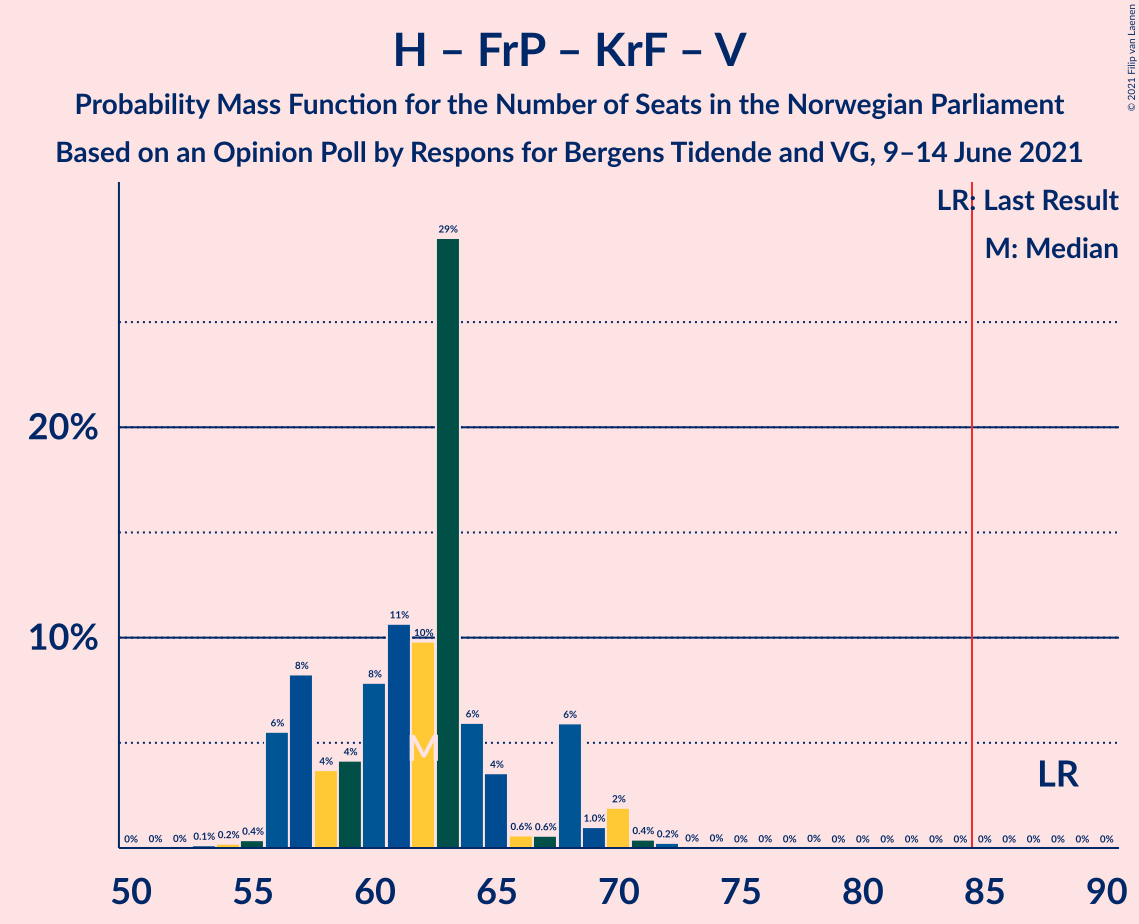 H – FrP – KrF – V
Probability Mass Function for the Number of Seats in the Norwegian Parliament
Based on an Opinion Poll by Respons for Bergens Tidende and VG, 9–14 June 2021
© 2021 Filip van Laenen
LR: Last Result
M: Median
20%
10%
0% 0% 0% 0.1% 0.2% 0.4% 6% 8% 4% 4% 8% 11% 10% 29% 6% 4% 0.6% 0.6% 6% 1.0% 2% 0.4% 0.2% 0% 0% 0% 0% 0% 0% 0% 0% 0% 0% 0% 0% 0% 0% 0% 0% 0% 0%
M
LR
50 55 60 65 70 75 80 85 90